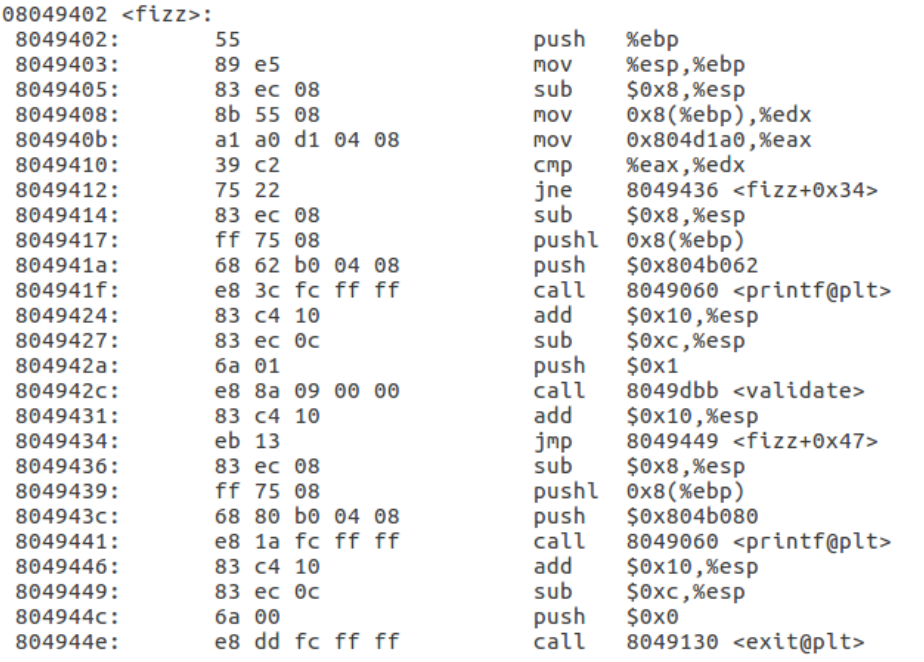 08049402 <fizz>:
8049402: 55 push %ebp
8049403: 89 e5 mov %esp,%ebp
8049405: 83 ec 08 sub $0x8,%esp
8049408: 8b 55 08 mov 0x8(%ebp),%edx
804940b: a1 a0 d1 04 08 mov 0x804d1a0,%eax
8049410: 39 c2 cmp %eax,%edx
8049412: 75 22 jne 8049436 <fizz+0x34>
8049414: 83 ec 08 sub $0x8,%esp
8049417: ff 75 08 pushl 0x8(%ebp)
804941a: 68 62 b0 04 08 push $0x804b062
804941f: e8 3c fc ff ff call 8049060 <printf@plt>
8049424: 83 c4 10 add $0x10,%esp
8049427: 83 ec 0c sub $0xc,%esp
804942a: 6a 01 push $0x1
804942c: e8 8a 09 00 00 call 8049dbb <validate>
8049431: 83 c4 10 add $0x10,%esp
8049434: eb 13 jmp 8049449 <fizz+0x47>
8049436: 83 ec 08 sub $0x8,%esp
8049439: ff 75 08 pushl 0x8(%ebp)
804943c: 68 80 b0 04 08 push $0x804b080
8049441: e8 1a fc ff ff call 8049060 <printf@plt>
8049446: 83 c4 10 add $0x10,%esp
8049449: 83 ec 0c sub $0xc,%esp
804944c: 6a 00 push $0x0
804944e: e8 dd fc ff ff call 8049130 <exit@plt>